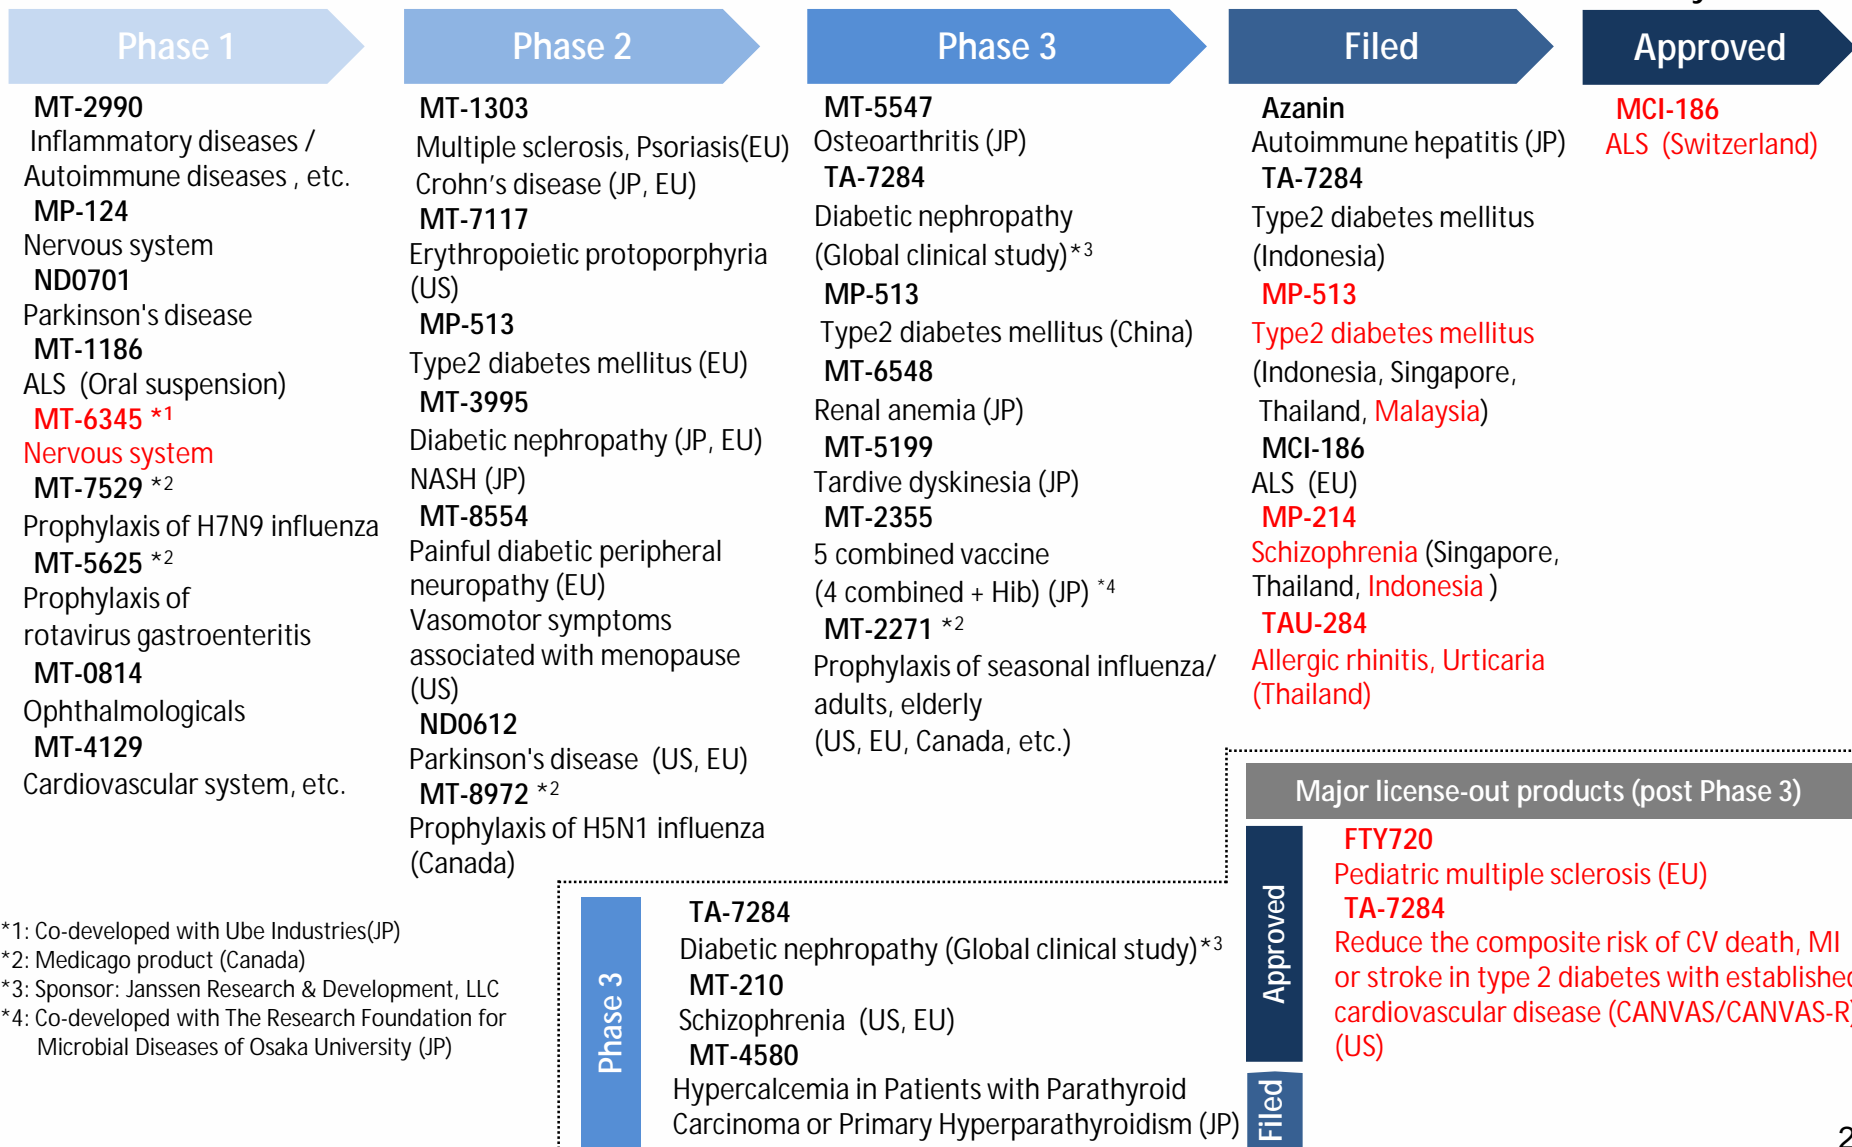 Phase 1
MT-2990
Inflammatory diseases /
Autoimmune diseases , etc.
MP-124
Nervous system
ND0701
Parkinson's disease
MT-1186
ALS (Oral suspension)
MT-6345 *1
Nervous system
MT-7529 *2
Prophylaxis of H7N9 influenza
MT-5625 *2
Prophylaxis of
rotavirus gastroenteritis
MT-0814
Ophthalmologicals
MT-4129
Cardiovascular system, etc.
Phase 2
MT-1303
Multiple sclerosis, Psoriasis(EU)
Crohn's disease (JP, EU)
MT-7117
Erythropoietic protoporphyria
(US)
MP-513
Type2 diabetes mellitus (EU)
MT-3995
Diabetic nephropathy (JP, EU)
NASH (JP)
MT-8554
Painful diabetic peripheral
neuropathy (EU)
Vasomotor symptoms
associated with menopause
(US)
ND0612
Parkinson's disease (US, EU)
MT-8972 *2
Prophylaxis of H5N1 influenza
(Canada)
Phase 3
MT-5547
Osteoarthritis (JP)
TA-7284
Diabetic nephropathy
(Global clinical study)*3
MP-513
Type2 diabetes mellitus (China)
MT-6548
Renal anemia (JP)
MT-5199
Tardive dyskinesia (JP)
MT-2355
5 combined vaccine
(4 combined + Hib) (JP) *4
MT-2271 *2
Prophylaxis of seasonal influenza/
adults, elderly
(US, EU, Canada, etc.)
Filed
Azanin
Autoimmune hepatitis (JP)
TA-7284
Type2 diabetes mellitus
(Indonesia)
MP-513
Type2 diabetes mellitus
(Indonesia, Singapore,
Thailand, Malaysia)
MCI-186
ALS (EU)
MP-214
Schizophrenia (Singapore,
Thailand, Indonesia )
TAU-284
Allergic rhinitis, Urticaria
(Thailand)
Approved
MCI-186
ALS (Switzerland)
Major license-out products (post Phase 3)
Approved
FTY720
Pediatric multiple sclerosis (EU)
TA-7284
Reduce the composite risk of CV death, MI
or stroke in type 2 diabetes with established
cardiovascular disease (CANVAS/CANVAS-R)
(US)
Filed
Phase 3
TA-7284
Diabetic nephropathy (Global clinical study)*3
MT-210
Schizophrenia (US, EU)
MT-4580
Hypercalcemia in Patients with Parathyroid
Carcinoma or Primary Hyperparathyroidism (JP)
*1: Co-developed with Ube Industries(JP)
*2: Medicago product (Canada)
*3: Sponsor: Janssen Research & Development, LLC
*4: Co-developed with The Research Foundation for
Microbial Diseases of Osaka University (JP)